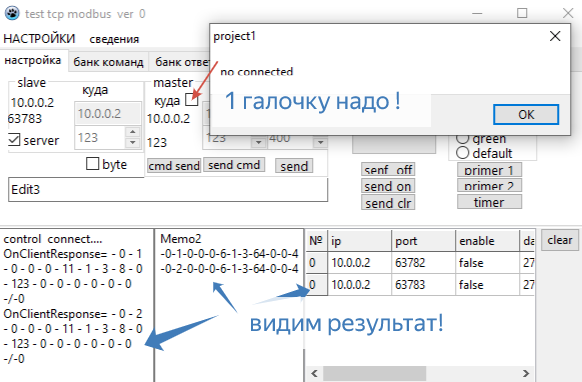 test tcp modbus ver 0
НАСТРОЙКИ сведения
настройка банк команд банк отве
project1
no connected
1 галочку надо !
OK
slave
куда
10.0.0.2
10.0.0.2
63783
server
123
byte
master
куда
10.0.0.2
123
123
400
cmd send send cmd send
green
default
senf_off
send on
send clr
primer 1
primer 2
timer
Edit3
control connect....
OnClientResponse= - 0 - 1
- 0 - 0 - 0 - 11 - 1 - 3 - 8 - 0
- 123 - 0 - 0 - 0 - 0 - 0 - 0
-/-0
OnClientResponse= - 0 - 2
- 0 - 0 - 0 - 11 - 1 - 3 - 8 - 0
- 123 - 0 - 0 - 0 - 0 - 0 - 0
-/-0
Memo2
-0-1-0-0-0-6-1-3-64-0-0-4
-0-2-0-0-0-6-1-3-64-0-0-4
№ ip port enable da
0 10.0.0.2 63782 false 27
0 10.0.0.2 63783 false 27
clear
видим результат!